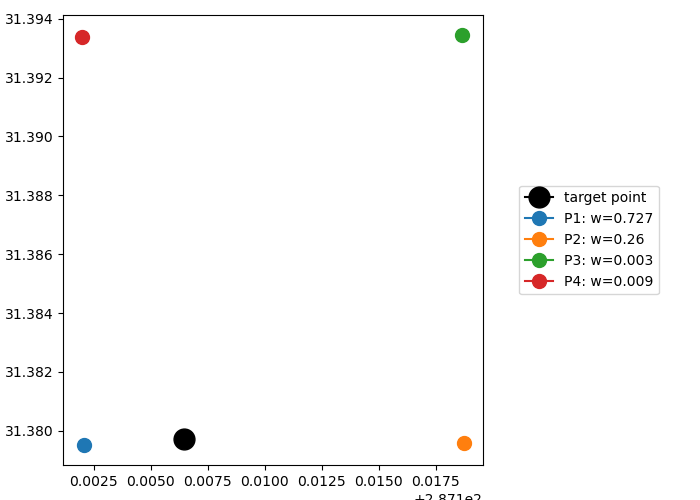 31.394
31.392
31.390
31.388
31.386
31.384
31.382
31.380
0.0025 0.0050 0.0075 0.0100 0.0125 0.0150 0.0175
+2.871e2
target point
P1: w=0.727
P2: w=0.26
P3: w=0.003
P4: w=0.009